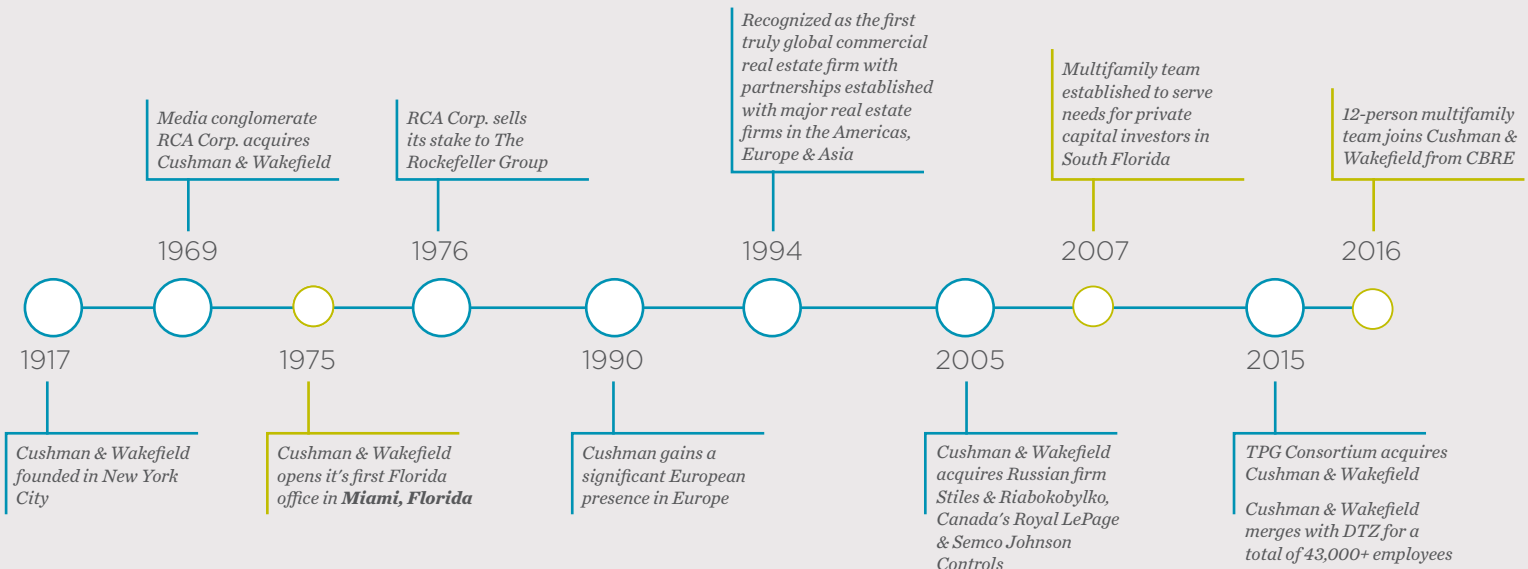 Media conglomerate
RCA Corp. acquires
Cushman & Wakefield
1969
RCA Corp. sells
its stake to The
Rockefeller Group
1976
Recognized as the first
truly global commercial
real estate firm with
partnerships established
with major real estate
firms in the Americas,
Europe & Asia
1994
Multifamily team
established to serve
needs for private
capital investors in
South Florida
2007
12-person multifamily
team joins Cushman &
Wakefield from CBRE
2016
1917
Cushman & Wakefield
founded in New York
City
1975
Cushman & Wakefield
opens it's first Florida
office in Miami, Florida
1990
Cushman gains a
significant European
presence in Europe
2005
Cushman & Wakefield
acquires Russian firm
Stiles & Riabokobylko,
Canada's Royal LePage
& Semco Johnson
Controls
2015
TPG Consortium acquires
Cushman & Wakefield
Cushman & Wakefield
merges with DTZ for a
total of 43,000+ employees